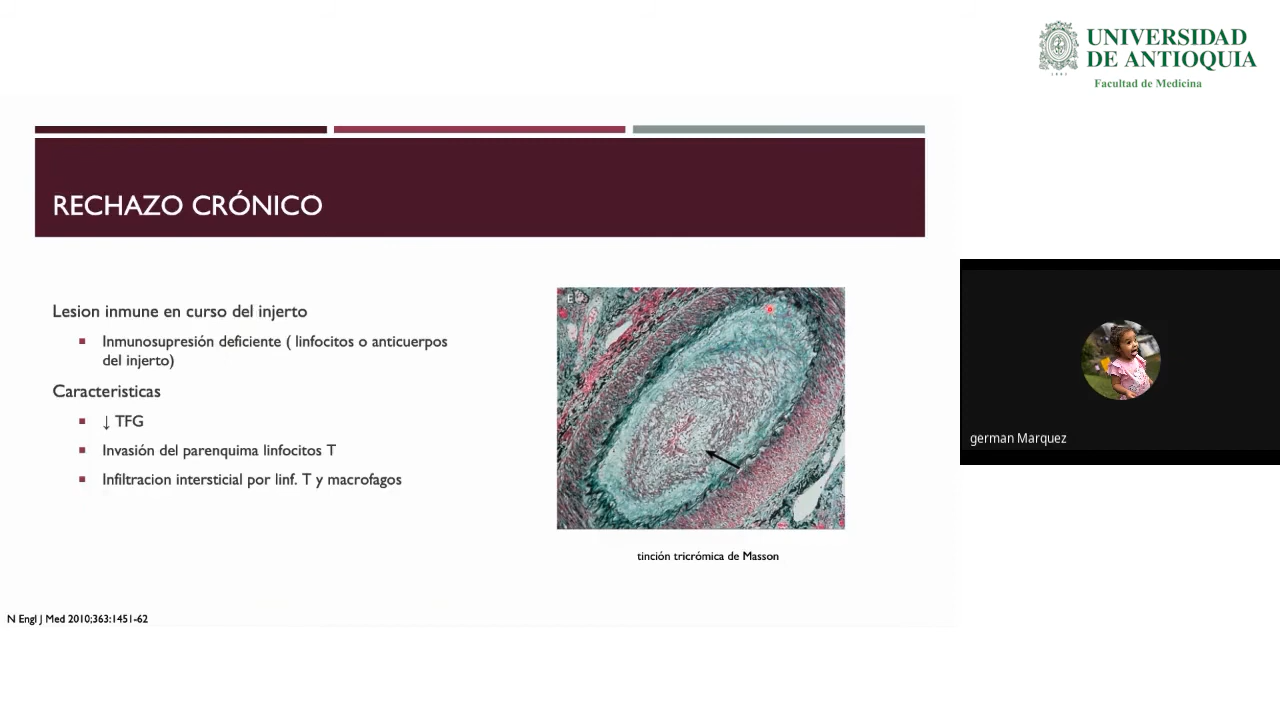 UNIVERSIDAD
DE ANTIOQUIA
Facultad de Medicina
RECHAZO CRÓNICO
Lesion inmune en curso del injerto
Inmunosupresión deficiente ( linfocitos o anticuerpos
del injerto)
Caracteristicas
↓ TFG
Invasión del parenquima linfocitos T
Infiltracion intersticial por linf. T y macrofagos
tinción tricrómica de Masson
N Engl J Med 2010;363:1451-62
german Marquez